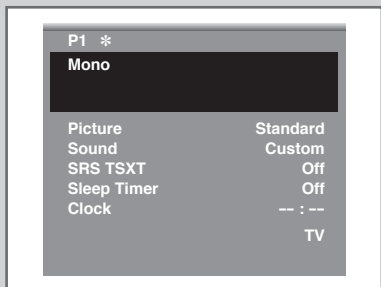 P1 ✻
Mono
Picture Standard
Sound Custom
SRS TSXT Off
Sleep Timer Off
Clock -- : --
TV